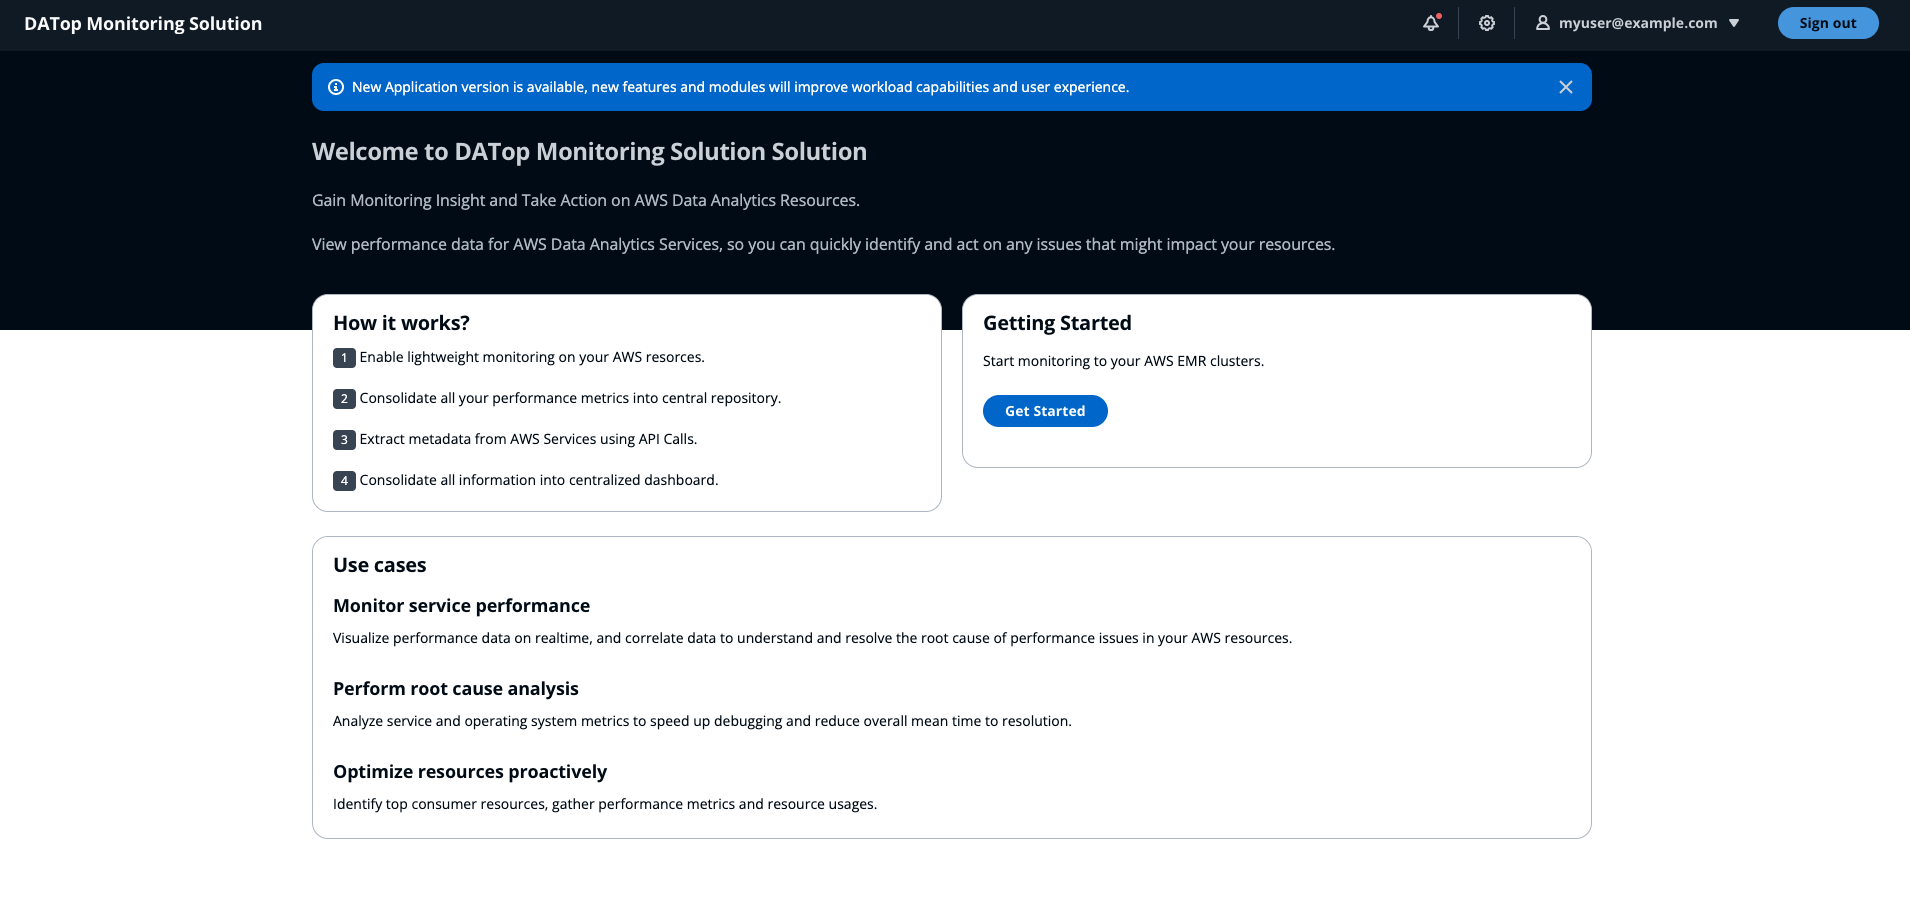 DATop Monitoring Solution
myuser@example.com
Sign out
New Application version is available, new features and modules will improve workload capabilities and user experience.
Welcome to DATop Monitoring Solution Solution
Gain Monitoring Insight and Take Action on AWS Data Analytics Resources.
View performance data for AWS Data Analytics Services, so you can quickly identify and act on any issues that might impact your resources.
How it works?
1 Enable lightweight monitoring on your AWS resorces.
2 Consolidate all your performance metrics into central repository.
3 Extract metadata from AWS Services using API Calls.
4 Consolidate all information into centralized dashboard.
Getting Started
Start monitoring to your AWS EMR clusters.
Get Started
Use cases
Monitor service performance
Visualize performance data on realtime, and correlate data to understand and resolve the root cause of performance issues in your AWS resources.
Perform root cause analysis
Analyze service and operating system metrics to speed up debugging and reduce overall mean time to resolution.
Optimize resources proactively
Identify top consumer resources, gather performance metrics and resource usages.